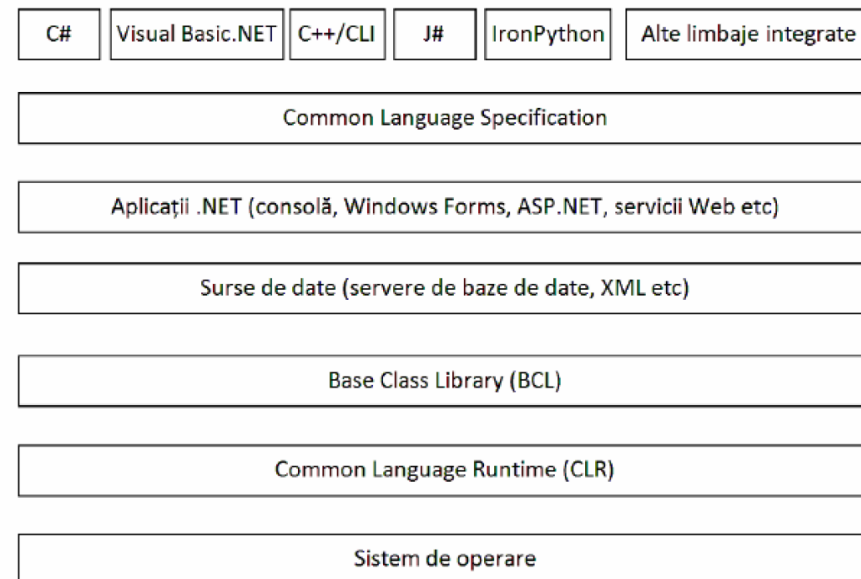 C# Visual Basic.NET C++/CLI J# IronPython Alte limbaje integrate
Common Language Specification
Aplicații .NET (consolă, Windows Forms, ASP.NET, servicii Web etc)
Surse de date (servere de baze de date, XML etc)
Base Class Library (BCL)
Common Language Runtime (CLR)
Sistem de operare